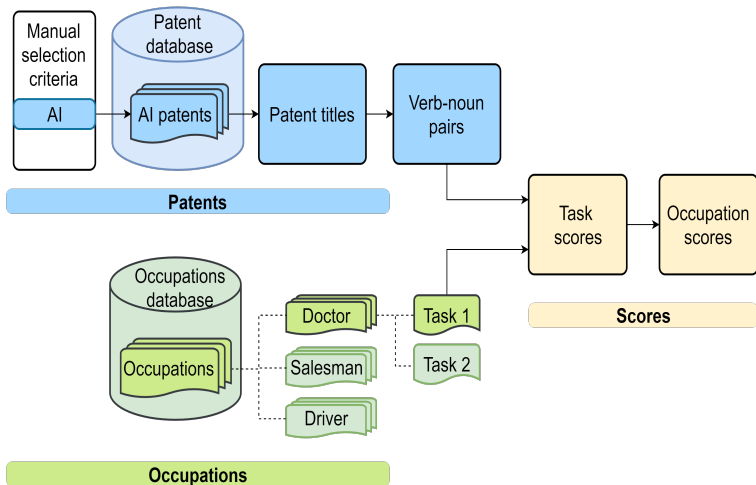 Manual
selection
criteria
AI
Patent
database
AI patents
Patent titles
Verb-noun
pairs
Patents
Task
scores
Occupation
scores
Scores
Occupations
database
Occupations
Doctor
Salesman
Driver
Task 1
Task 2
Occupations